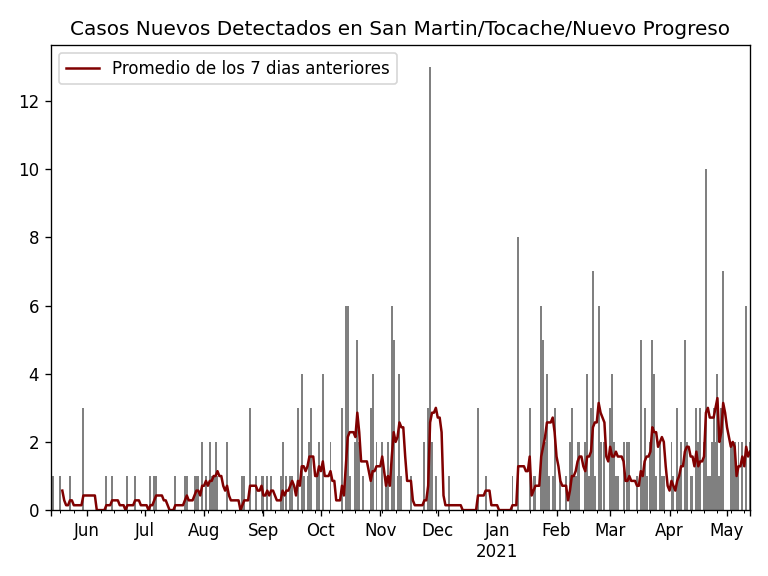 Casos Nuevos Detectados en San Martin/Tocache/Nuevo Progreso
Promedio de los 7 dias anteriores
12
10
8
6
4
2
0
Jun Jul Aug Sep Oct Nov Dec Jan Feb Mar Apr May
2021